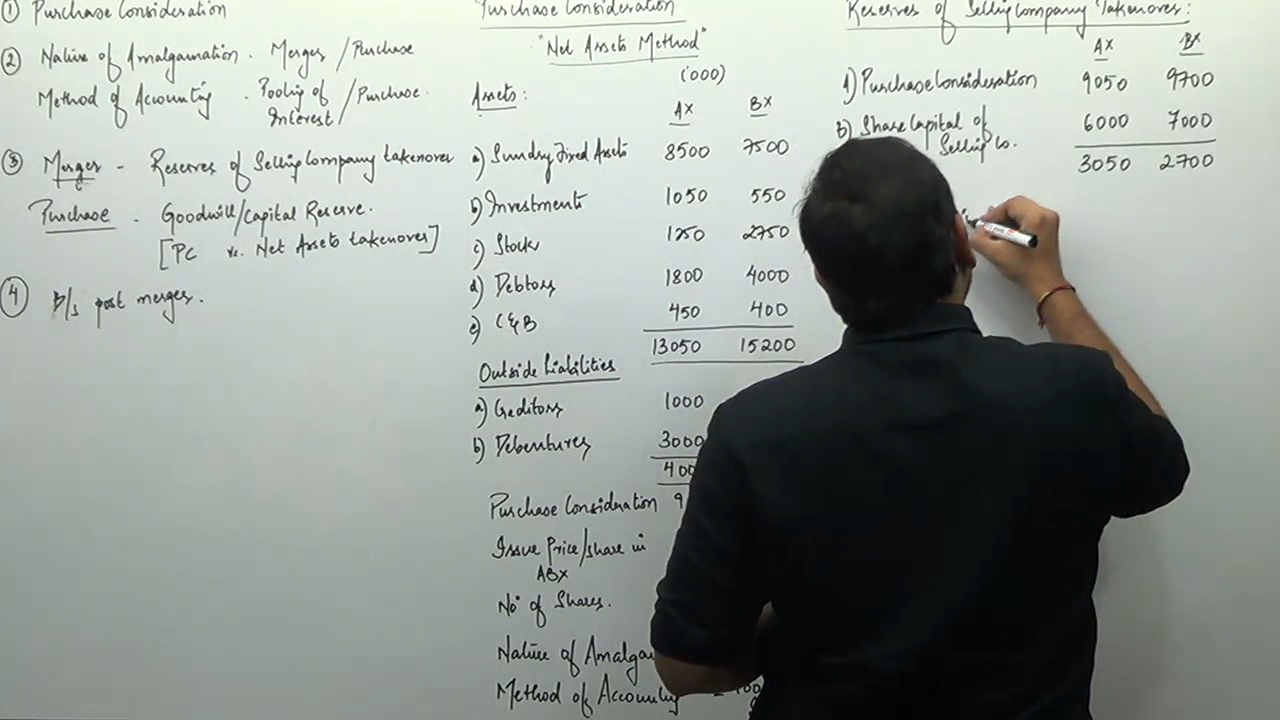 ① Purchase Consideration
② Nature of Amalgamation - Merger / Purchase
Method of Accounting - Pooling of Interest / Purchase
③ Merger - Reserves of Selling Company takenover
Purchase - Goodwill/Capital Reserve.
[PC vs. Net Assets takenover]
④ B/s post merger.
Purchase Consideration
"Net Assets Method"
('000)
Assets: AX BX
a) Sundry Fixed Assets 8500 7500
b) Investments 1050 550
c) Stock 1250 2750
d) Debtors 1800 4000
e) C&B 450 400
13050 15200
Outside Liabilities
a) Creditors 1000
b) Debentures 3000
400
Purchase Consideration 9
Issue Price/share in
ABX
No° of Shares.
Nature of Amalga
Method of Accounting
Reserves of Selling Company Takenover:
AX BX
A) Purchase Consideration 9050 9700
B) Share Capital of Selling Co. 6000 7000
3050 2700